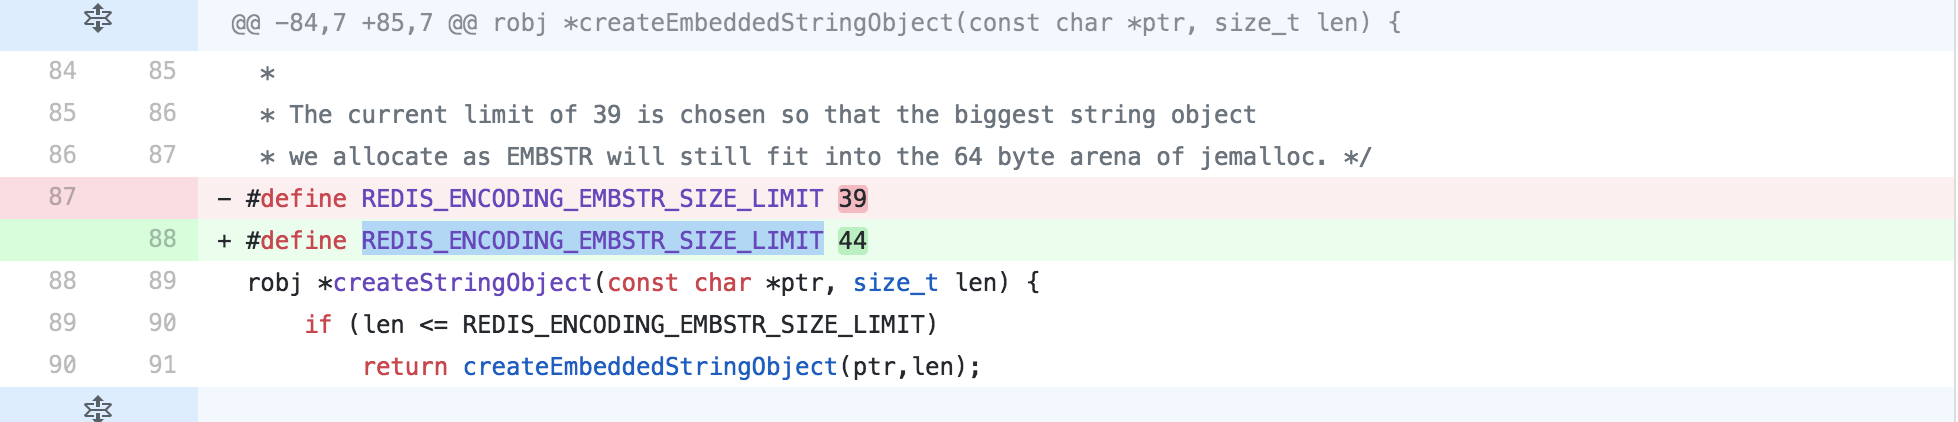 @@ -84,7 +85,7 @@ robj *createEmbeddedStringObject(const char *ptr, size_t len) {
84 85 *
85 86 * The current limit of 39 is chosen so that the biggest string object
86 87 * we allocate as EMBSTR will still fit into the 64 byte arena of jemalloc. */
87 - #define REDIS_ENCODING_EMBSTR_SIZE_LIMIT 39
88 + #define REDIS_ENCODING_EMBSTR_SIZE_LIMIT 44
88 89 robj *createStringObject(const char *ptr, size_t len) {
89 90 if (len <= REDIS_ENCODING_EMBSTR_SIZE_LIMIT)
90 91 return createEmbeddedStringObject(ptr,len);